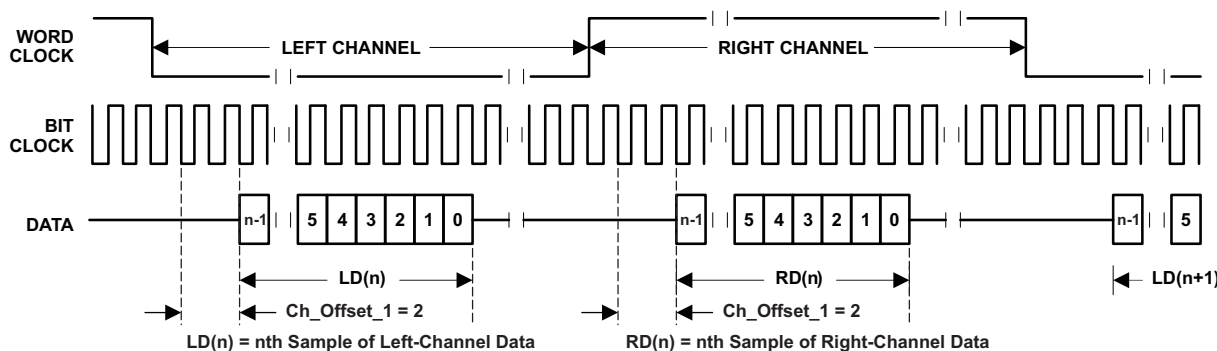 WORD CLOCK
LEFT CHANNEL
RIGHT CHANNEL
BIT CLOCK
DATA
n-1 5 4 3 2 1 0
n-1 5 4 3 2 1 0
n-1 5
LD(n)
RD(n)
LD(n+1)
Ch_Offset_1 = 2
Ch_Offset_1 = 2
LD(n) = nth Sample of Left-Channel Data
RD(n) = nth Sample of Right-Channel Data